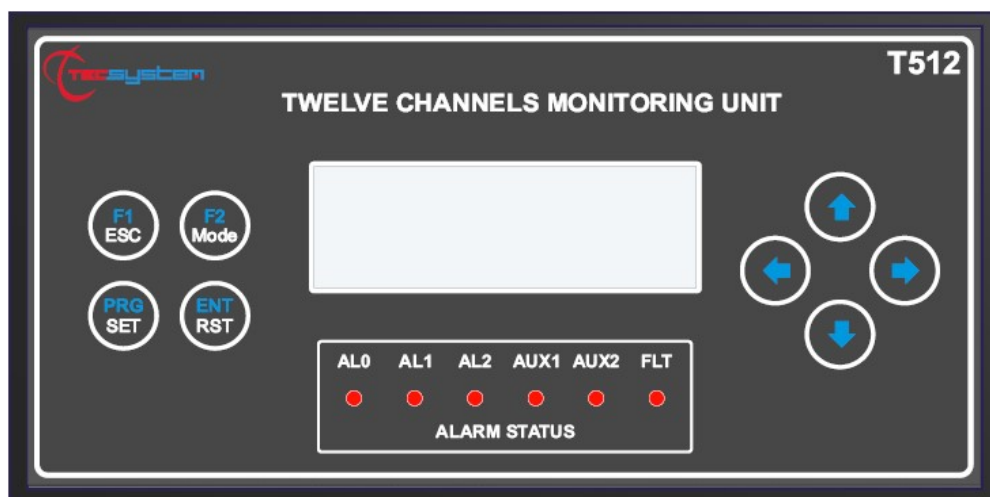 TECSYSTEM
T512
TWELVE CHANNELS MONITORING UNIT
F1
ESC
F2
Mode
PRG
SET
ENT
RST
AL0 AL1 AL2 AUX1 AUX2 FLT
ALARM STATUS